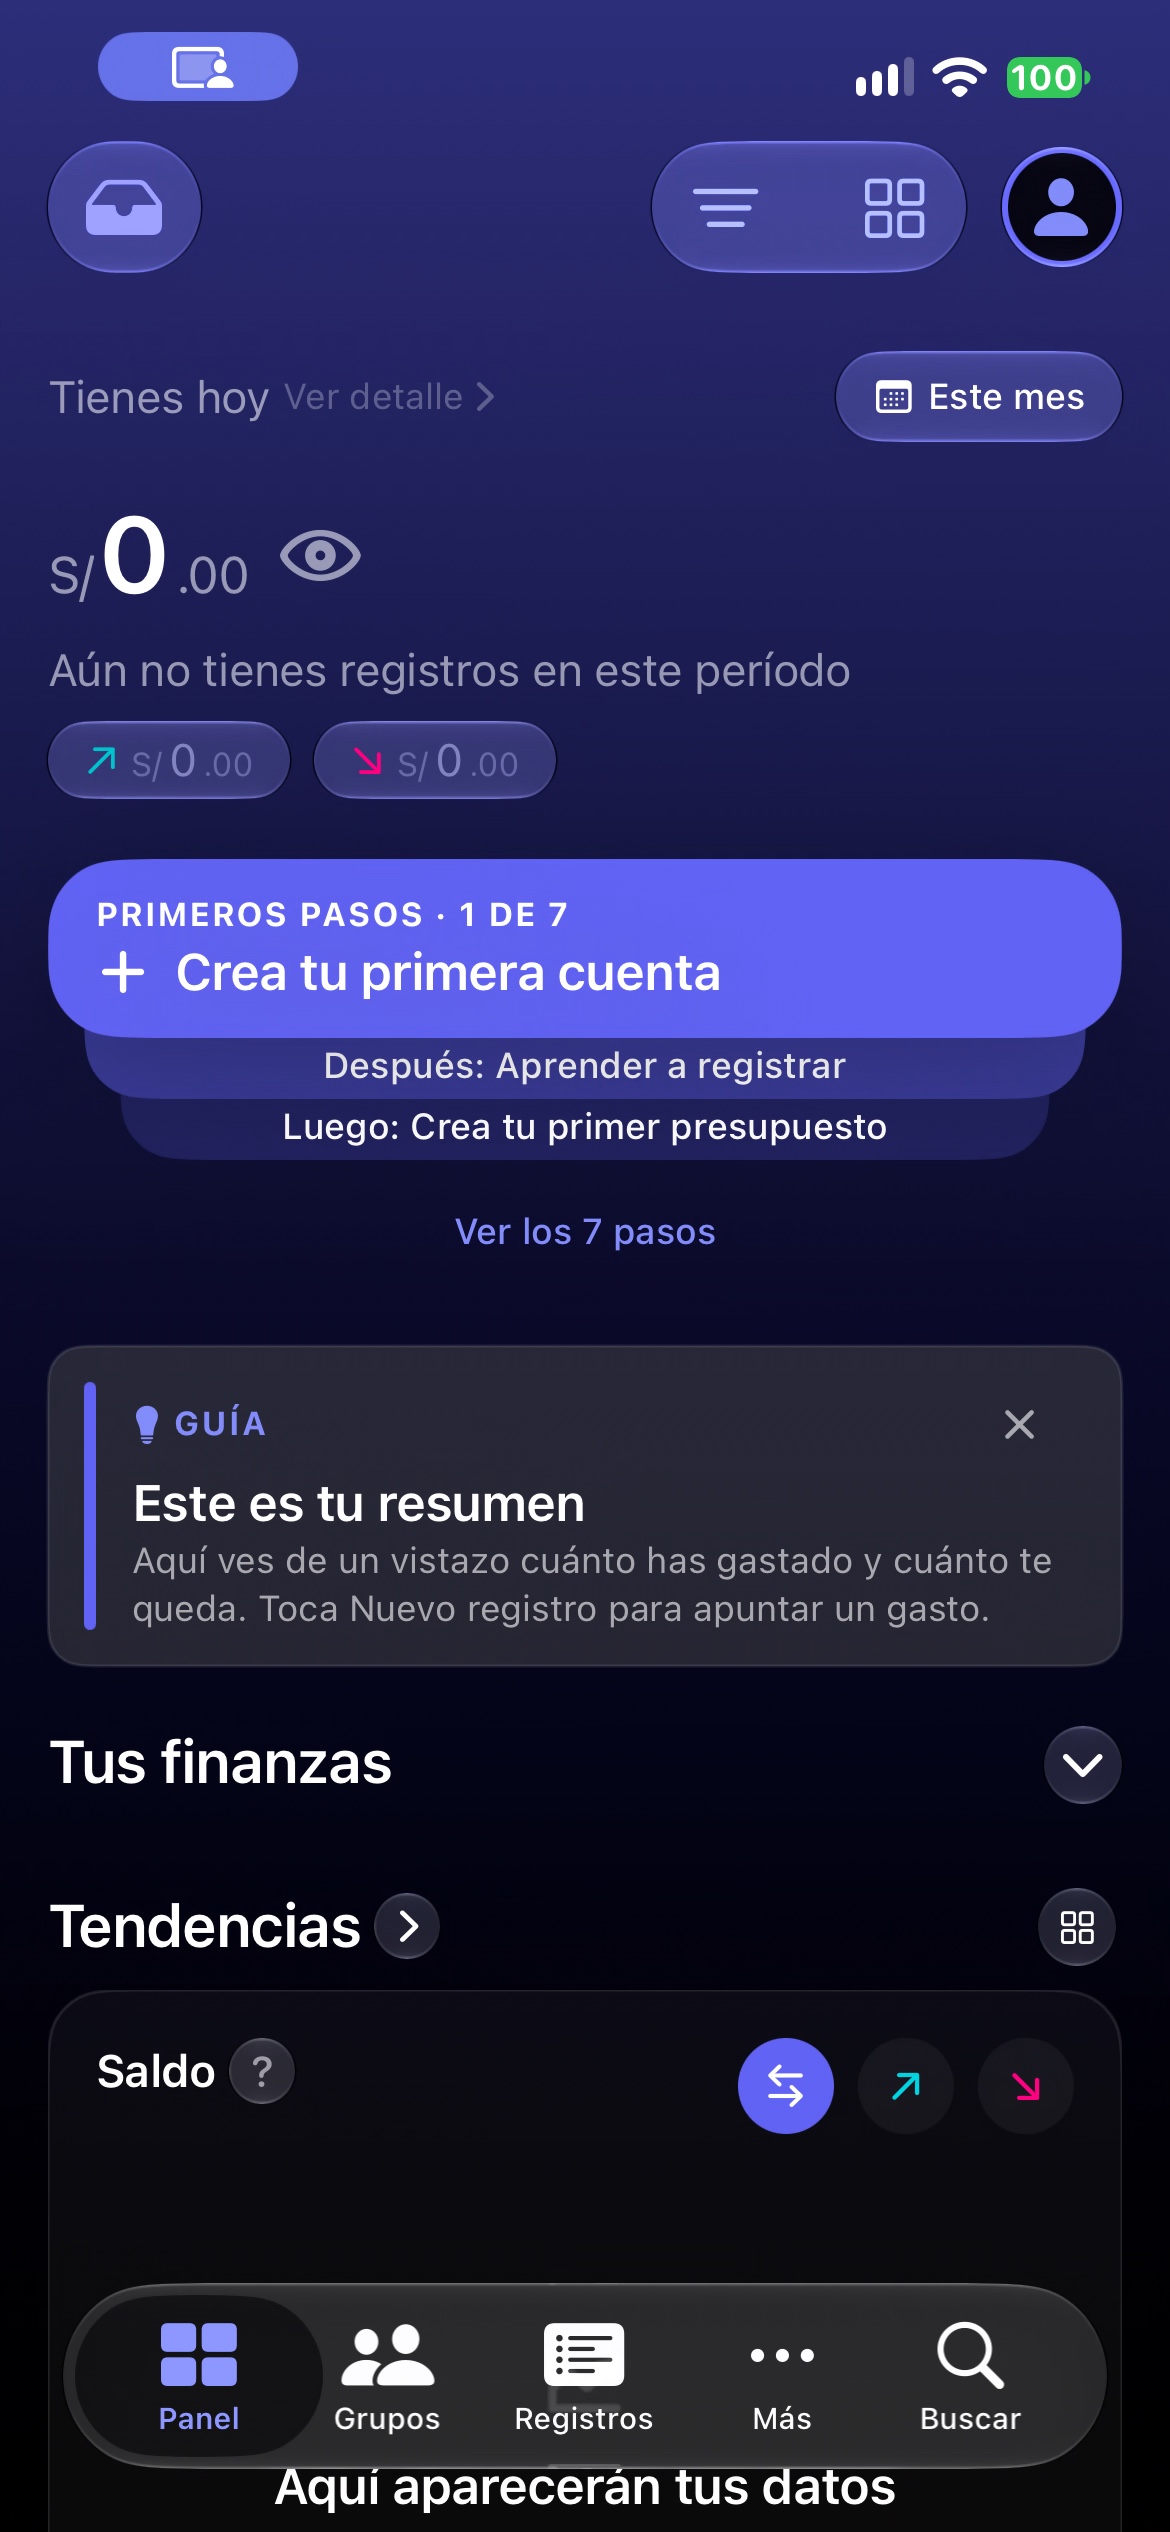 100
Tienes hoy Ver detalle
Este mes
S/0.00
Aún no tienes registros en este período
S/0.00
S/0.00
PRIMEROS PASOS · 1 DE 7
Crea tu primera cuenta
Después: Aprender a registrar
Luego: Crea tu primer presupuesto
Ver los 7 pasos
GUÍA
Este es tu resumen
Aquí ves de un vistazo cuánto has gastado y cuánto te
queda. Toca Nuevo registro para apuntar un gasto.
Tus finanzas
Tendencias
Saldo ?
Panel
Grupos
Registros
Más
Buscar
Aquí aparecerán tus datos